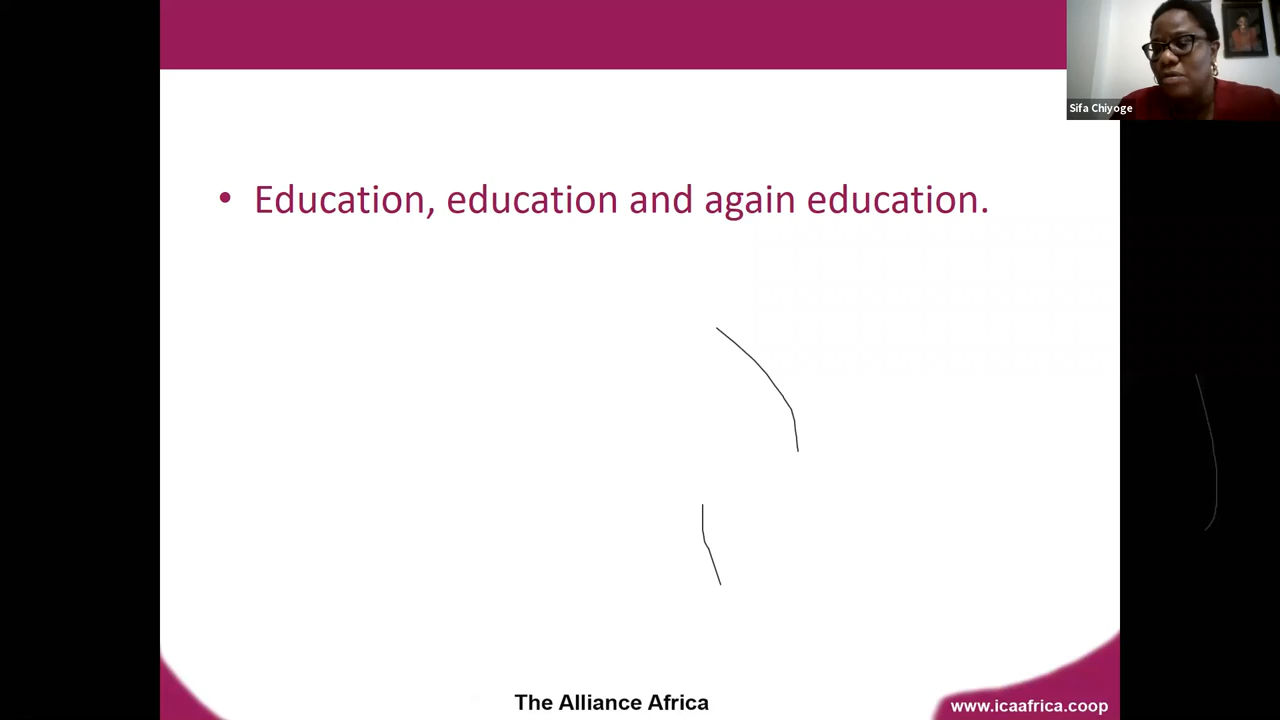 Sifa Chiyoge
• Education, education and again education.
The Alliance Africa
www.icaafrica.coop